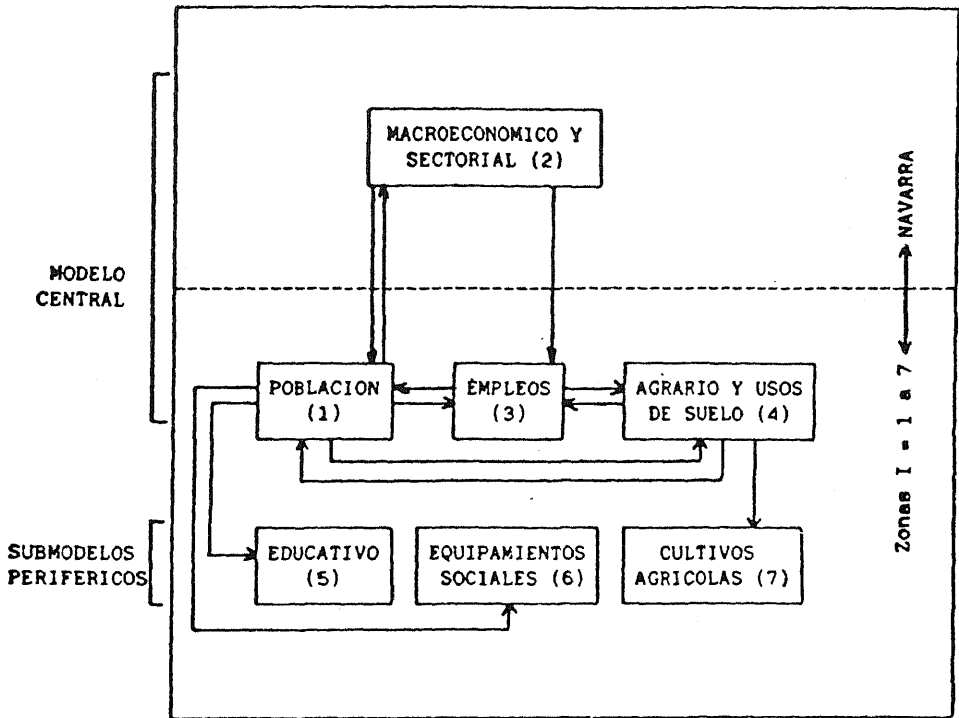 MACROECONOMICO Y
SECTORIAL (2)
MODELO
CENTRAL
NAVARRA
Zonas I = 1 a 7
POBLACION
(1)
EMPLEOS
(3)
AGRARIO Y USOS
DE SUELO (4)
SUBMODELOS
PERIFERICOS
EDUCATIVO
(5)
EQUIPAMIENTOS
SOCIALES (6)
CULTIVOS
AGRICOLAS (7)